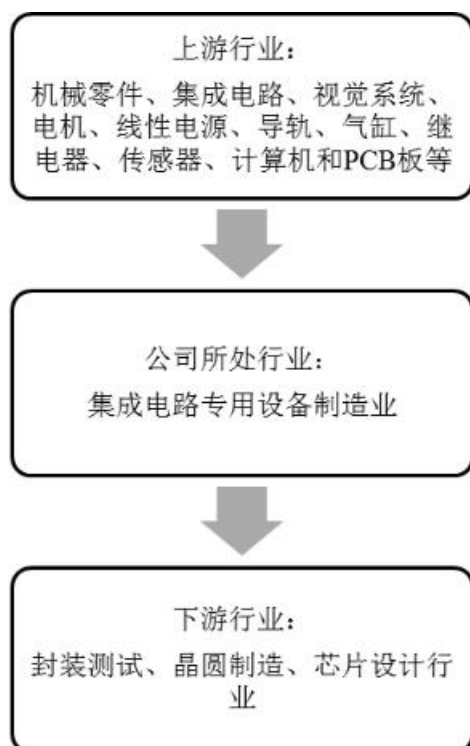 上游行业：
机械零件、集成电路、视觉系统、
电机、线性电源、导轨、气缸、继
电器、传感器、计算机和PCB板等
公司所处行业：
集成电路专用设备制造业
下游行业：
封装测试、晶圆制造、芯片设计行
业